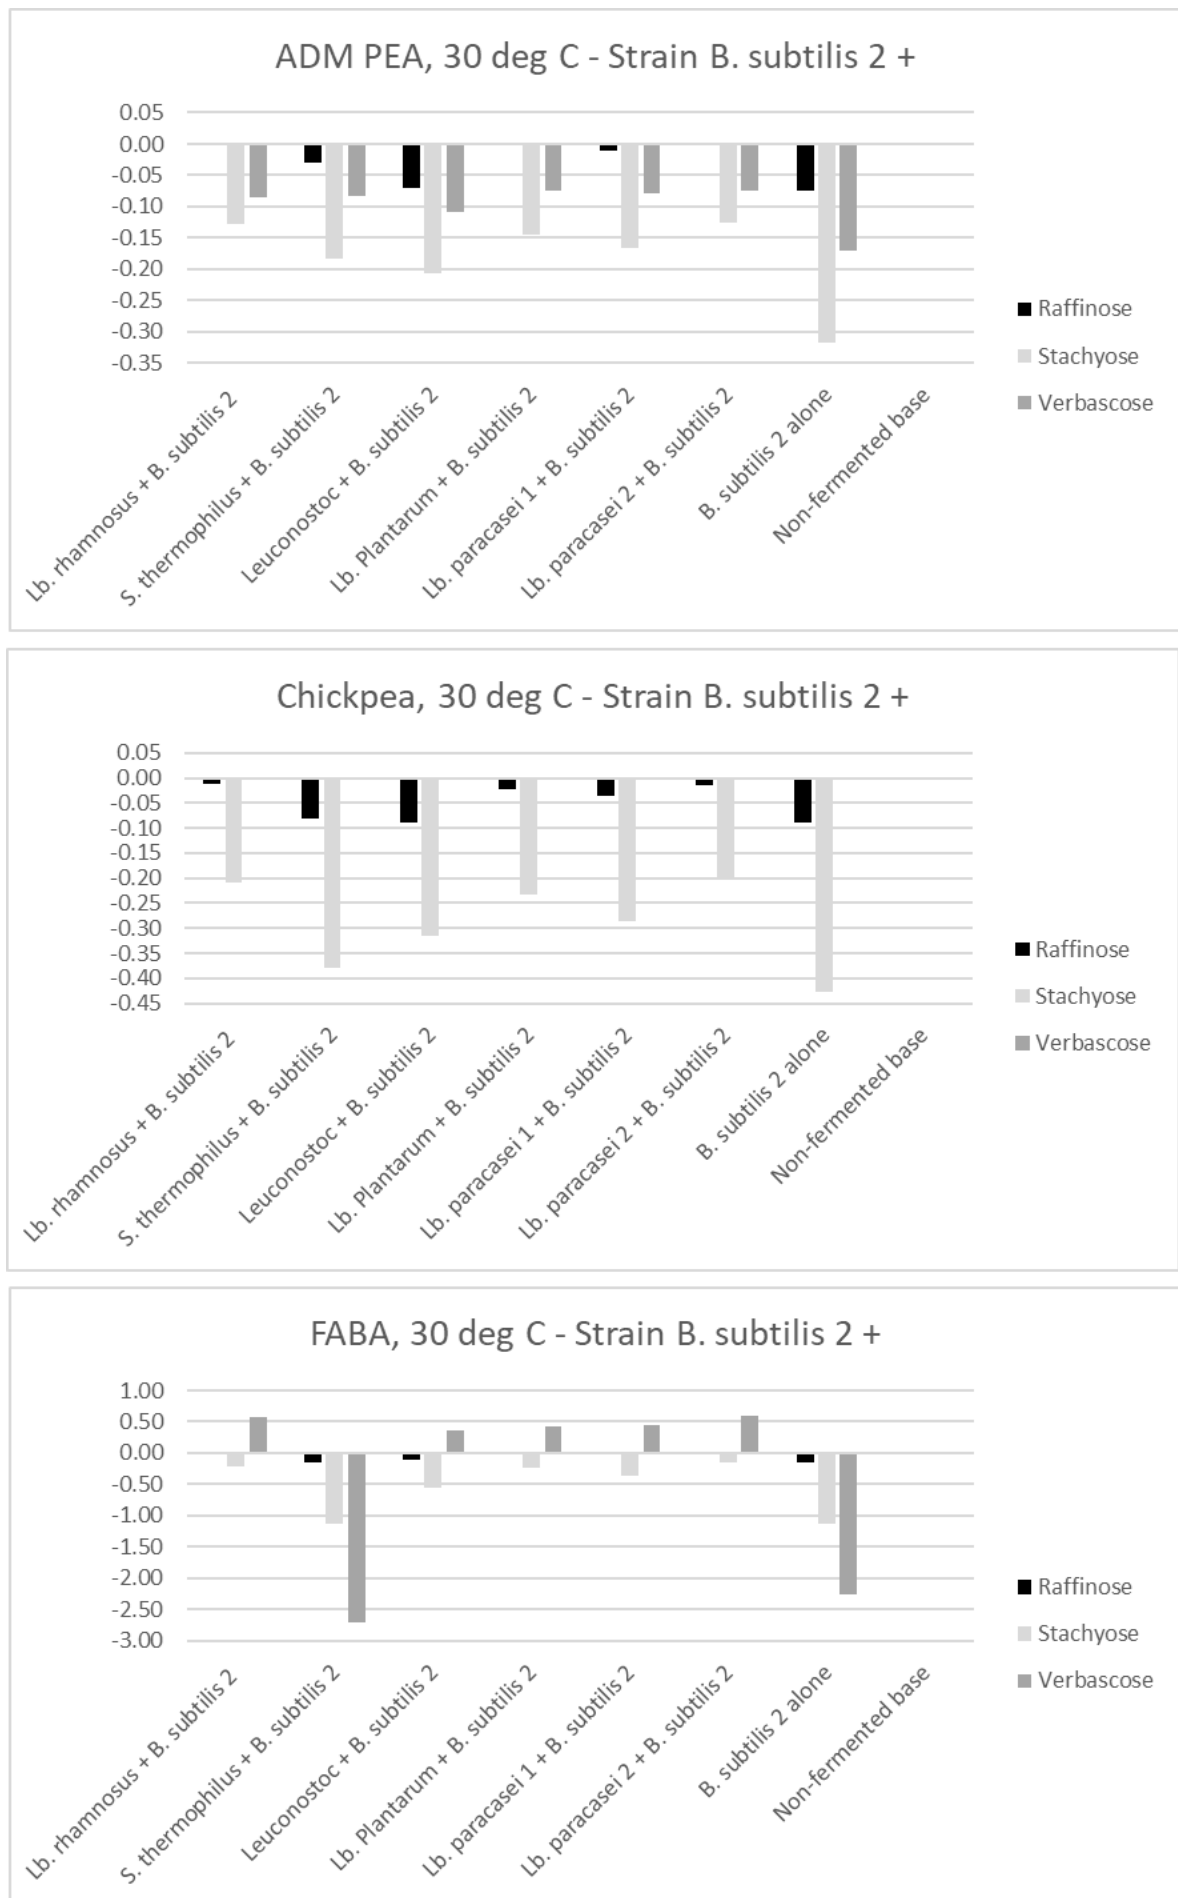 ADM PEA, 30 deg C - Strain B. subtilis 2 +
0.05
0.00
-0.05
-0.10
-0.15
-0.20
-0.25
-0.30
-0.35
Raffinose
Stachyose
Verbascose
Lb. rhamnosus + B. subtilis 2
S. thermophilus + B. subtilis 2
Leuconostoc + B. subtilis 2
Lb. Plantarum + B. subtilis 2
Lb. paracasei 1 + B. subtilis 2
Lb. paracasei 2 + B. subtilis 2
B. subtilis 2 alone
Non-fermented base
Chickpea, 30 deg C - Strain B. subtilis 2 +
0.05
0.00
-0.05
-0.10
-0.15
-0.20
-0.25
-0.30
-0.35
-0.40
-0.45
Raffinose
Stachyose
Verbascose
Lb. rhamnosus + B. subtilis 2
S. thermophilus + B. subtilis 2
Leuconostoc + B. subtilis 2
Lb. Plantarum + B. subtilis 2
Lb. paracasei 1 + B. subtilis 2
Lb. paracasei 2 + B. subtilis 2
B. subtilis 2 alone
Non-fermented base
FABA, 30 deg C - Strain B. subtilis 2 +
1.00
0.50
0.00
-0.50
-1.00
-1.50
-2.00
-2.50
-3.00
Raffinose
Stachyose
Verbascose
Lb. rhamnosus + B. subtilis 2
S. thermophilus + B. subtilis 2
Leuconostoc + B. subtilis 2
Lb. Plantarum + B. subtilis 2
Lb. paracasei 1 + B. subtilis 2
Lb. paracasei 2 + B. subtilis 2
B. subtilis 2 alone
Non-fermented base